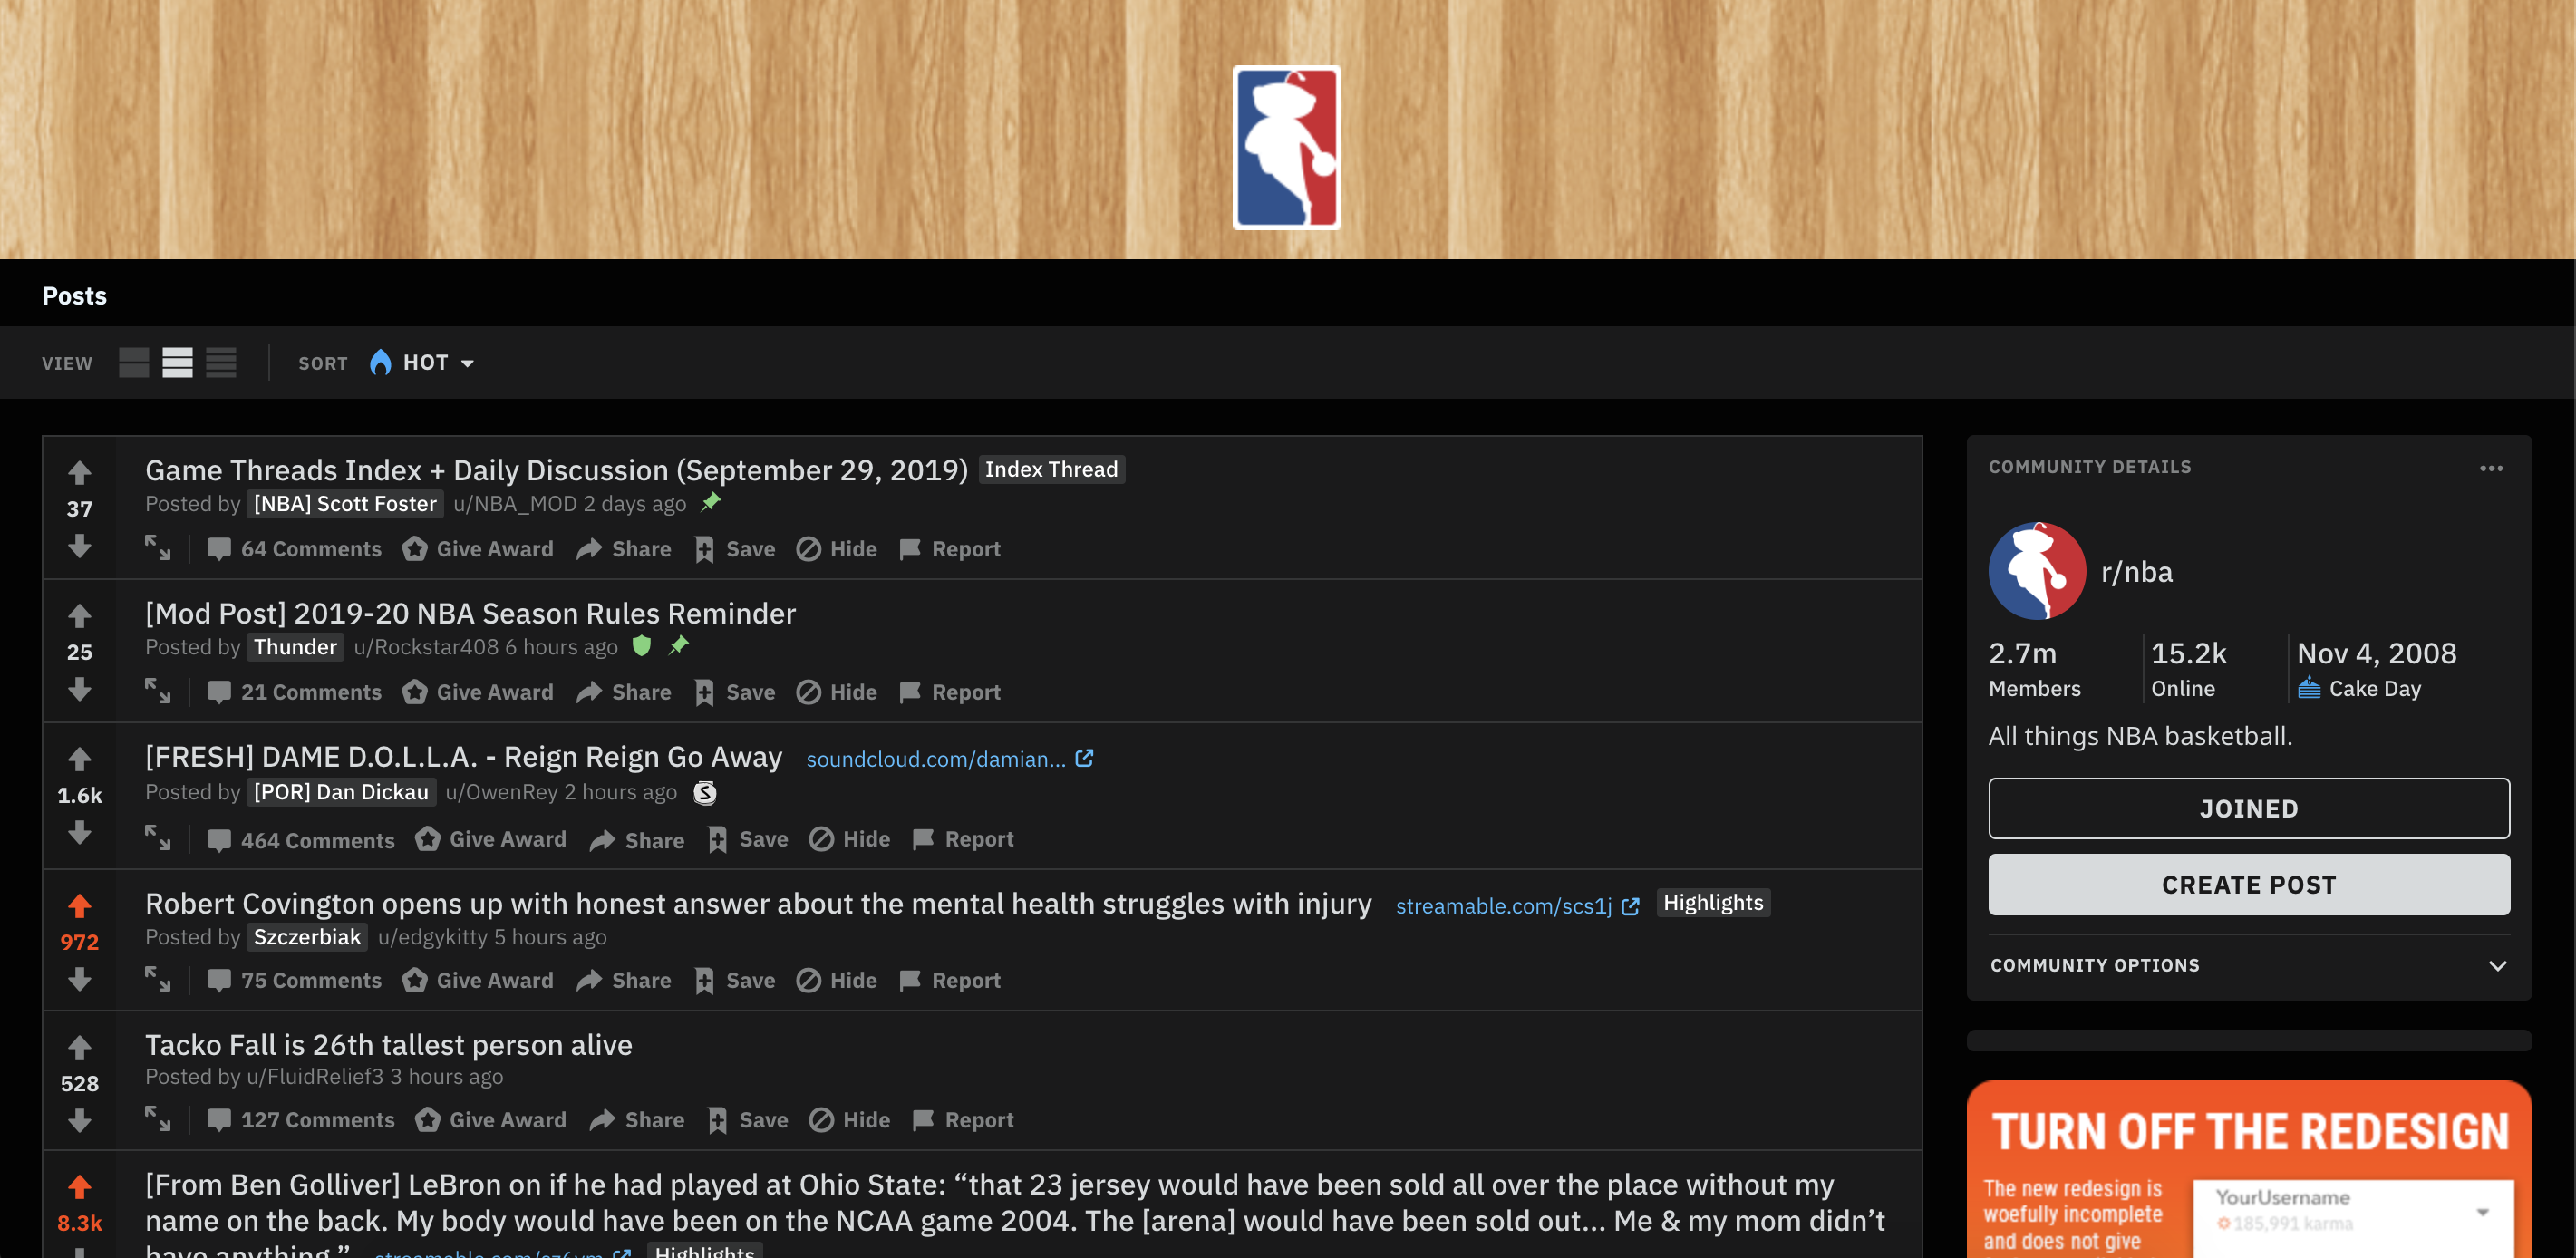 Posts
VIEW SORT HOT
37
Game Threads Index + Daily Discussion (September 29, 2019) Index Thread
Posted by [NBA] Scott Foster u/NBA_MOD 2 days ago
64 Comments Give Award Share Save Hide Report
25
[Mod Post] 2019-20 NBA Season Rules Reminder
Posted by Thunder u/Rockstar408 6 hours ago
21 Comments Give Award Share Save Hide Report
1.6k
[FRESH] DAME D.O.L.L.A. - Reign Reign Go Away soundcloud.com/damian...
Posted by [POR] Dan Dickau u/OwenRey 2 hours ago S
464 Comments Give Award Share Save Hide Report
972
Robert Covington opens up with honest answer about the mental health struggles with injury streamable.com/scs1j Highlights
Posted by Szczerbiak u/edgykitty 5 hours ago
75 Comments Give Award Share Save Hide Report
528
Tacko Fall is 26th tallest person alive
Posted by u/FluidRelief3 3 hours ago
127 Comments Give Award Share Save Hide Report
8.3k
[From Ben Golliver] LeBron on if he had played at Ohio State: “that 23 jersey would have been sold all over the place without my
name on the back. My body would have been on the NCAA game 2004. The [arena] would have been sold out... Me & my mom didn’t
have anything.” Highlights
COMMUNITY DETAILS
r/nba
2.7m 15.2k Nov 4, 2008
Members Online Cake Day
All things NBA basketball.
JOINED
CREATE POST
COMMUNITY OPTIONS
TURN OFF THE REDESIGN
The new redesign is
woefully incomplete
and does not give
YourUsername
185,991 karma